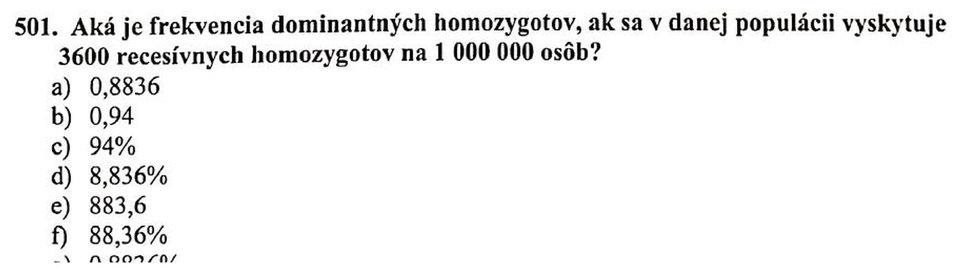 501. Aká je frekvencia dominantných homozygotov, ak sa v danej populácii vyskytuje
3600 recesívnych homozygotov na 1 000 000 osôb?
a) 0,8836
b) 0,94
c) 94%
d) 8,836%
e) 883,6
f) 88,36%